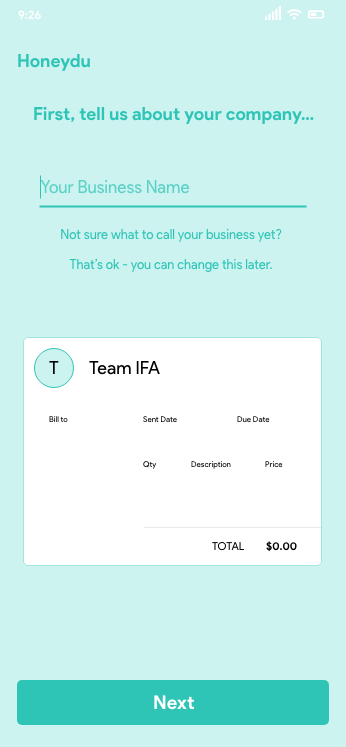 9:26
Honeydu
First, tell us about your company...
Your Business Name
Not sure what to call your business yet?
That's ok - you can change this later.
T Team IFA
Bill to Sent Date Due Date
Qty Description Price
TOTAL $0.00
Next